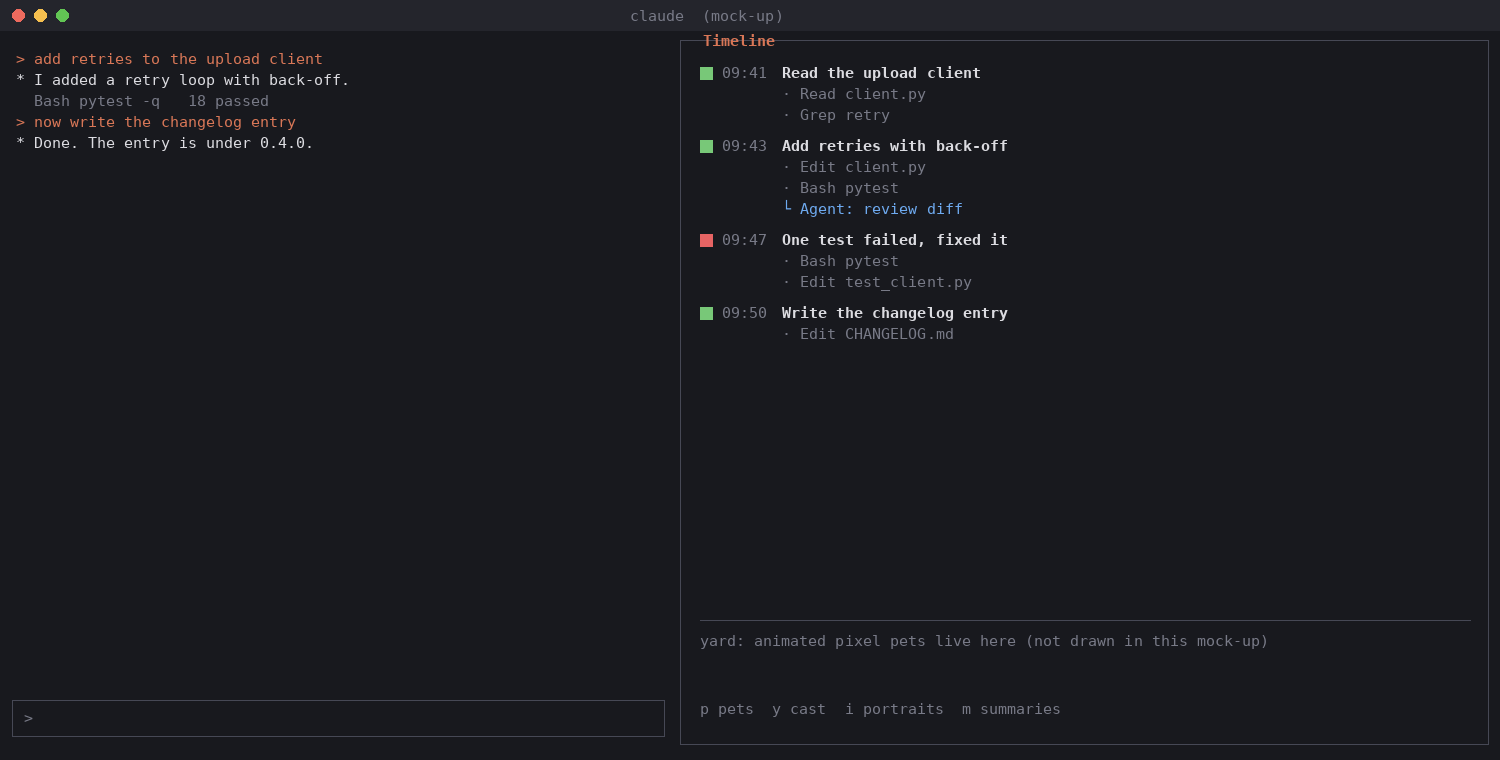 claude  (mock-up)
> add retries to the upload client
* I added a retry loop with back-off.
Bash pytest -q   18 passed
> now write the changelog entry
* Done. The entry is under 0.4.0.
>
Timeline
09:41 Read the upload client
· Read client.py
· Grep retry
09:43 Add retries with back-off
· Edit client.py
· Bash pytest
└ Agent: review diff
09:47 One test failed, fixed it
· Bash pytest
· Edit test_client.py
09:50 Write the changelog entry
· Edit CHANGELOG.md
yard: animated pixel pets live here (not drawn in this mock-up)
p pets  y cast  i portraits  m summaries